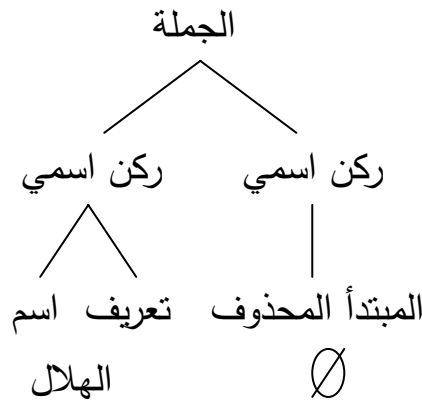 الجملة
ركن اسمي ركن اسمي
المبتدأ المحذوف تعريف اسم
∅ الهلال